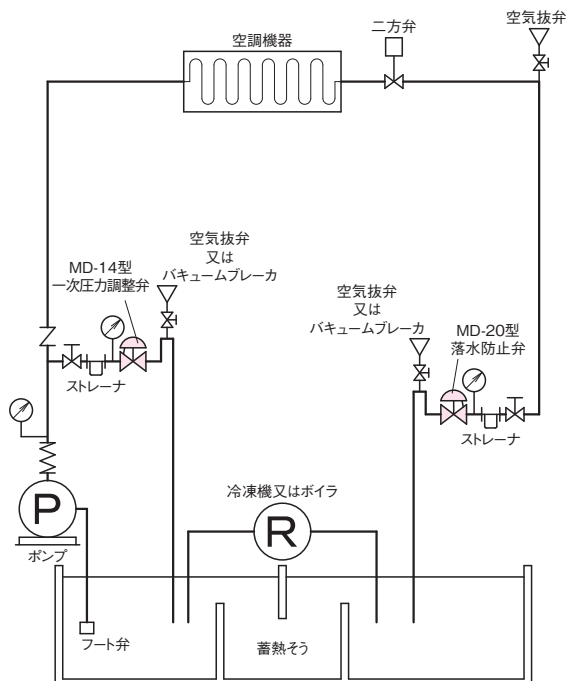 空気抜弁
二方弁
空調機器
空気抜弁
又は
バキュームブレーカ
MD-14型
一次圧力調整弁
空気抜弁
又は
バキュームブレーカ
MD-20型
落水防止弁
ストレーナ
ストレーナ
冷凍機又はボイラ
P
R
ポンプ
フート弁
蓄熱そう